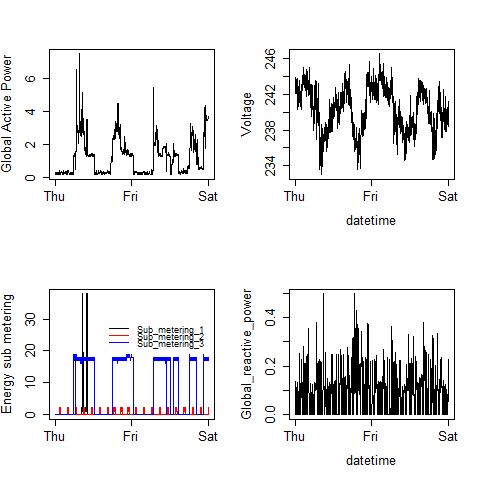 Global Active Power
0 2 4 6
Thu Fri Sat
Voltage
234 238 242 246
Thu Fri Sat
datetime
Energy sub metering
0 10 20 30
Thu Fri Sat
Sub_metering_1
Sub_metering_2
Sub_metering_3
Global_reactive_power
0.0 0.2 0.4
Thu Fri Sat
datetime